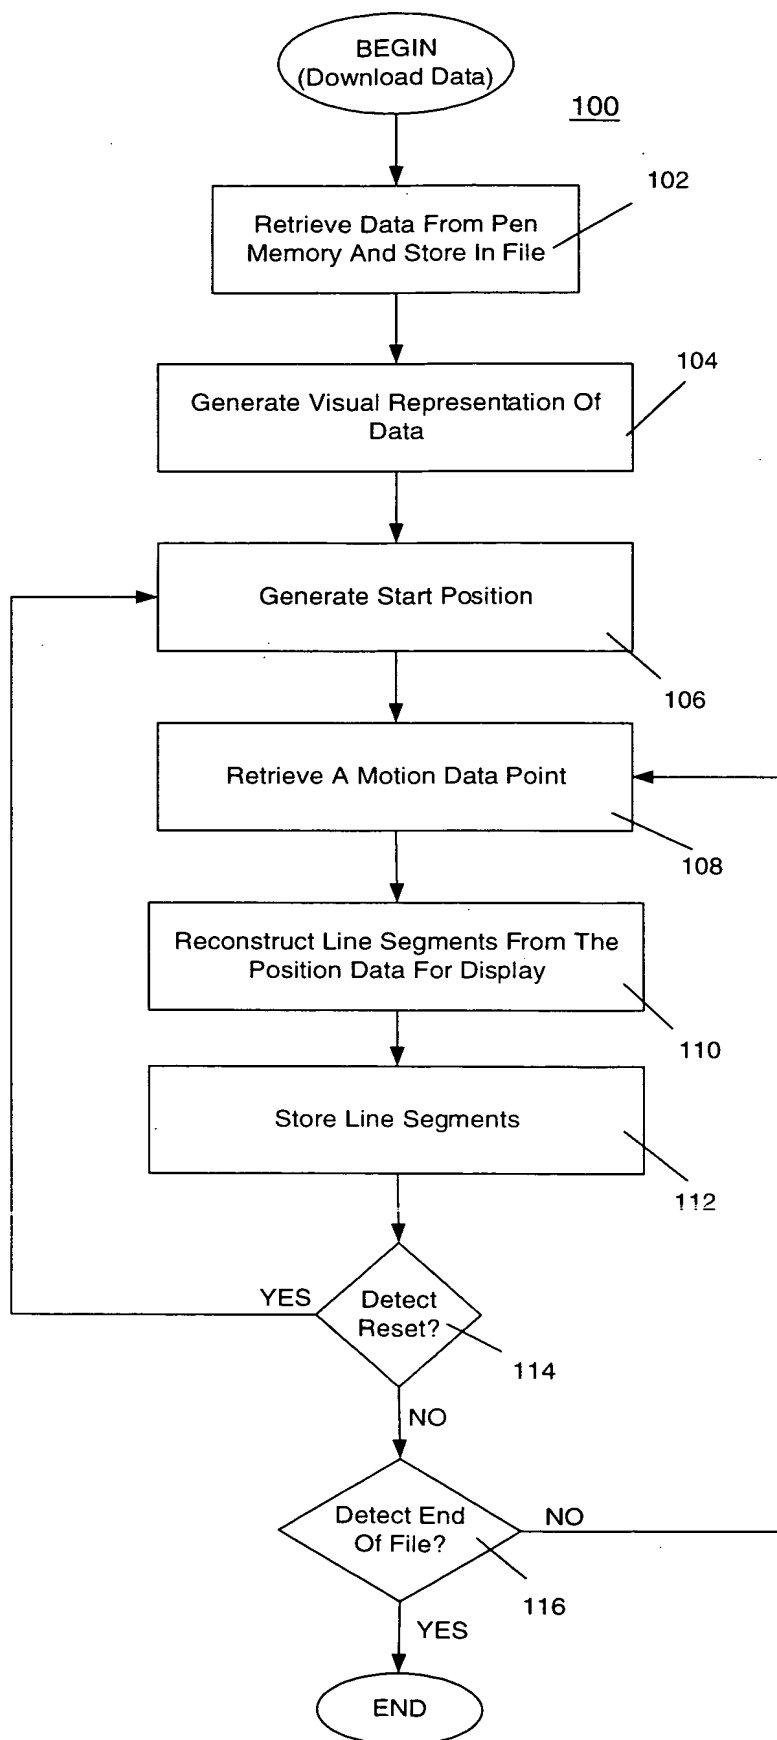 BEGIN
(Download Data)
100
102
Retrieve Data From Pen
Memory And Store In File
104
Generate Visual Representation Of
Data
Generate Start Position
106
Retrieve A Motion Data Point
108
Reconstruct Line Segments From The
Position Data For Display
110
Store Line Segments
112
YES
Detect
Reset?
114
NO
Detect End
Of File?
NO
116
YES
END